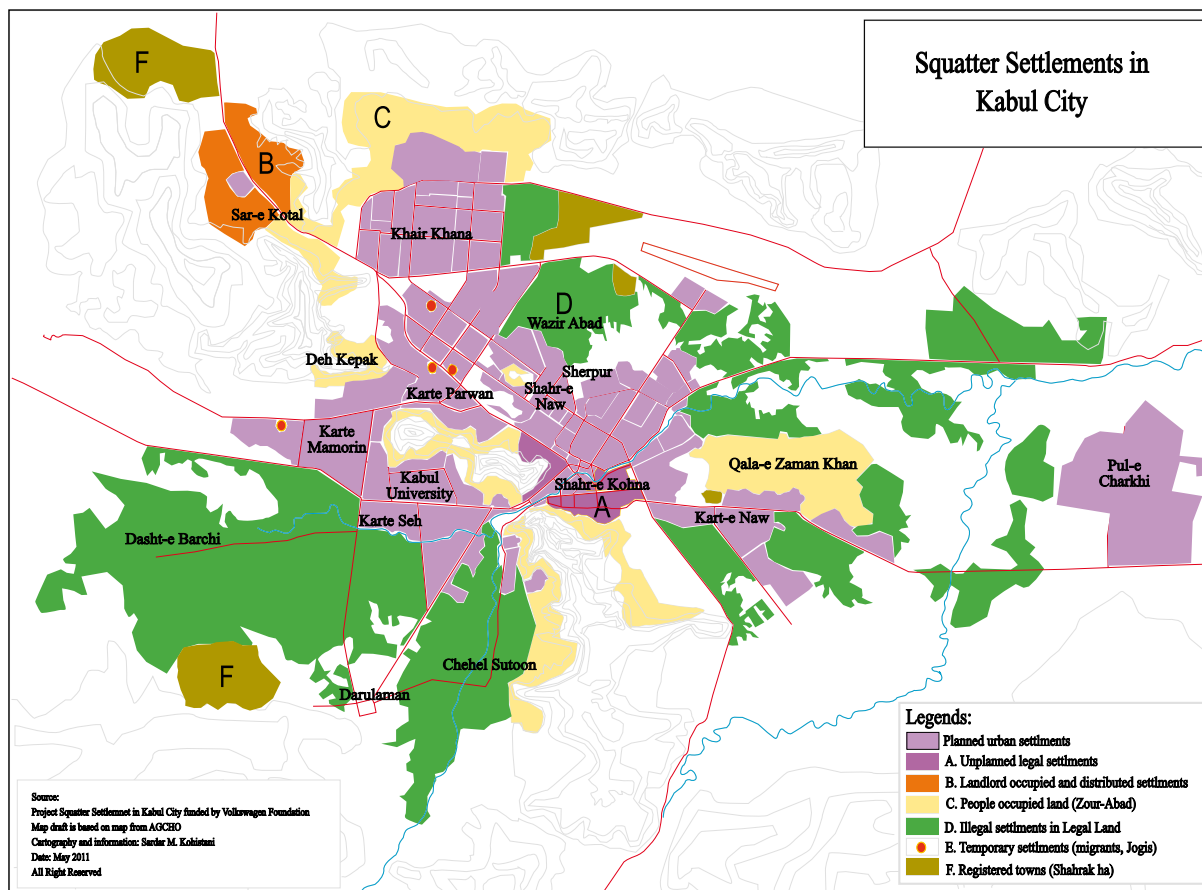 Squatter Settlements in
Kabul City
F
C
B
Sar-e Kotal
Khair Khana
D
Wazir Abad
Deh Kepak
Sherpur
Karte Parwan
Shahr-e
Naw
Karte
Mamorin
Qala-e Zaman Khan
Pul-e
Charkhi
Kabul
University
Shahr-e Kohna
A
Karte Seh
Kart-e Naw
Dasht-e Barchi
Chehel Sutoon
F
Darulaman
Legends:
Planned urban settlments
A. Unplanned legal settlments
B. Landlord occupied and distributed settlments
C. People occupied land (Zour-Abad)
D. Illegal settlments in Legal Land
E. Temporary settlments (migrants, Jogis)
F. Registered towns (Shahrak ha)
Source:
Project Squatter Settlemnet in Kabul City funded by Volkswagen Foundation
Map draft is based on map from AGCHO
Cartography and information: Sardar M. Kohistani
Date: May 2011
All Right Reserved